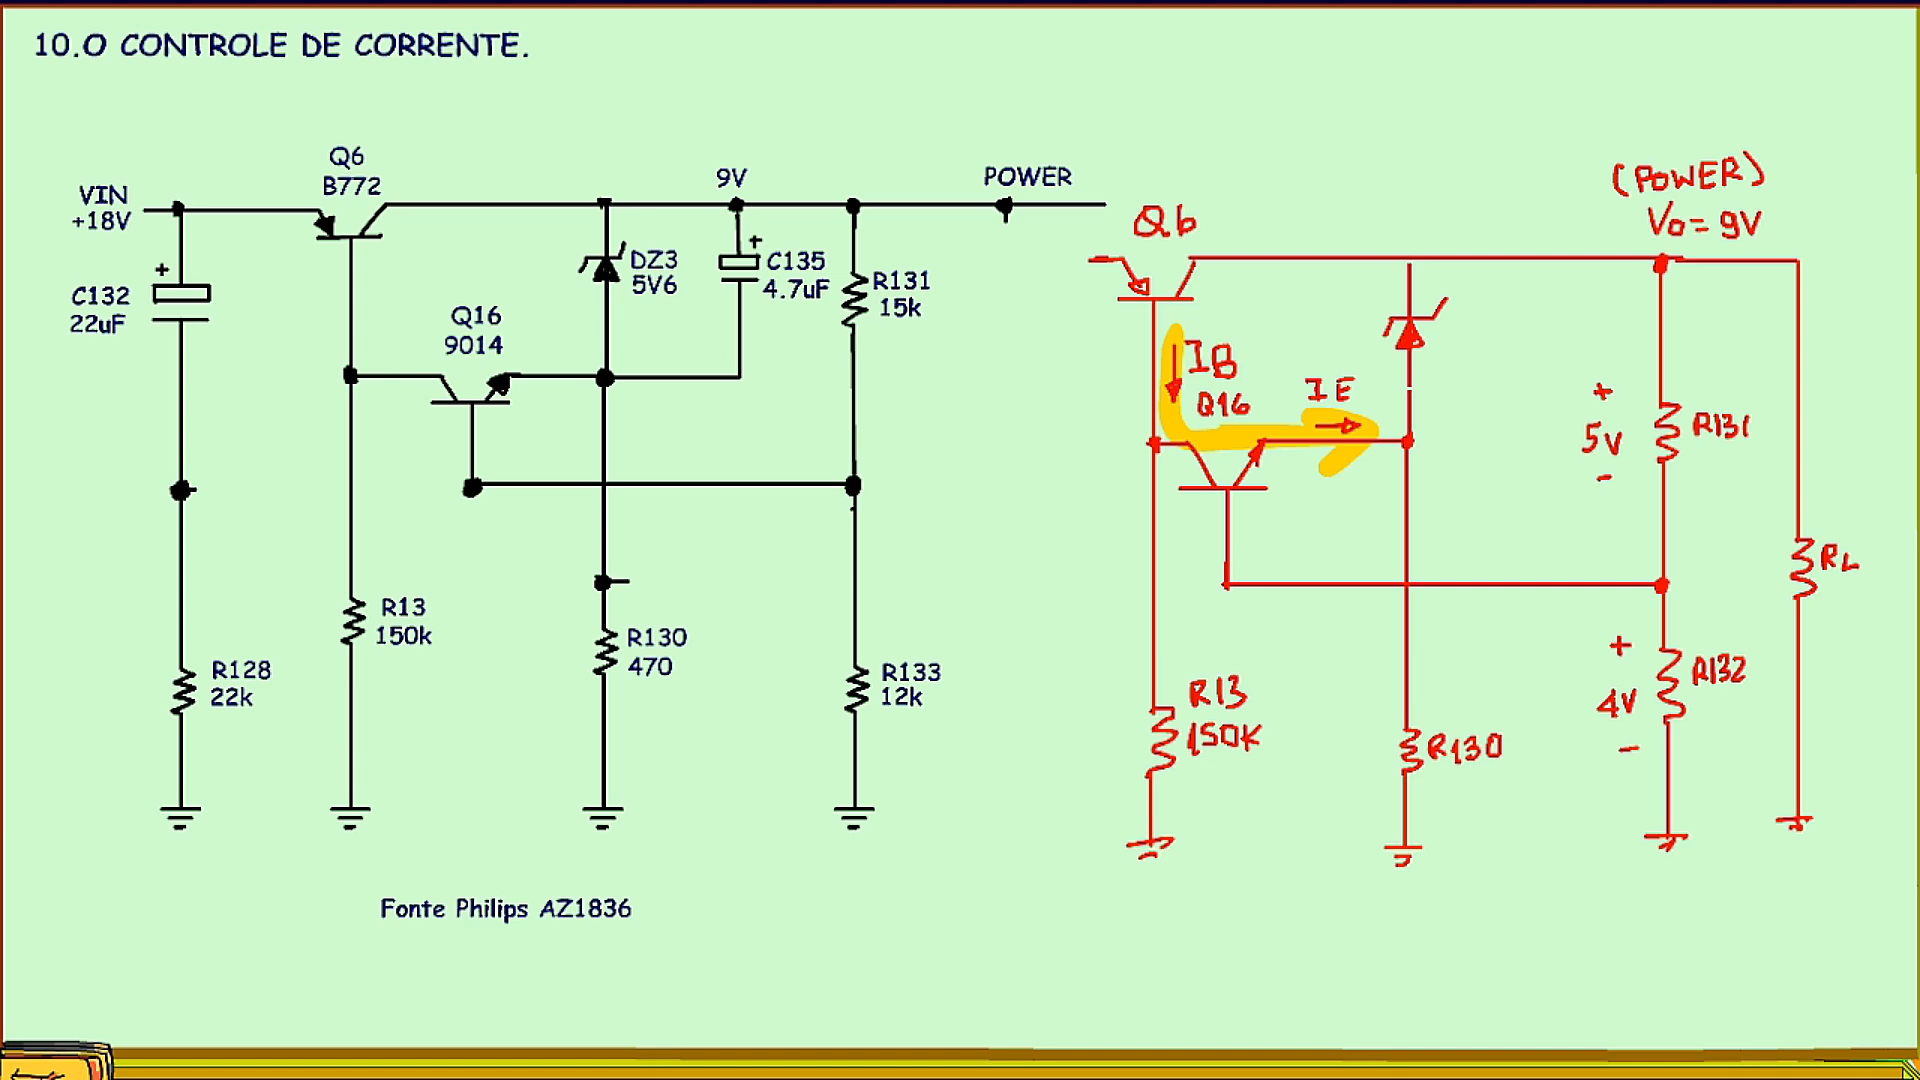 10.O CONTROLE DE CORRENTE.
VIN
+18V
Q6
B772
9V
POWER
+
C132
22uF
DZ3
5V6
+
C135
4.7uF
R131
15k
Q16
9014
R13
150k
R130
470
R128
22k
R133
12k
Fonte Philips AZ1836
(POWER)
Vo=9V
Q6
IB
Q16
IE
+
5V
-
R131
RL
+
4V
-
R132
R13
150K
R130